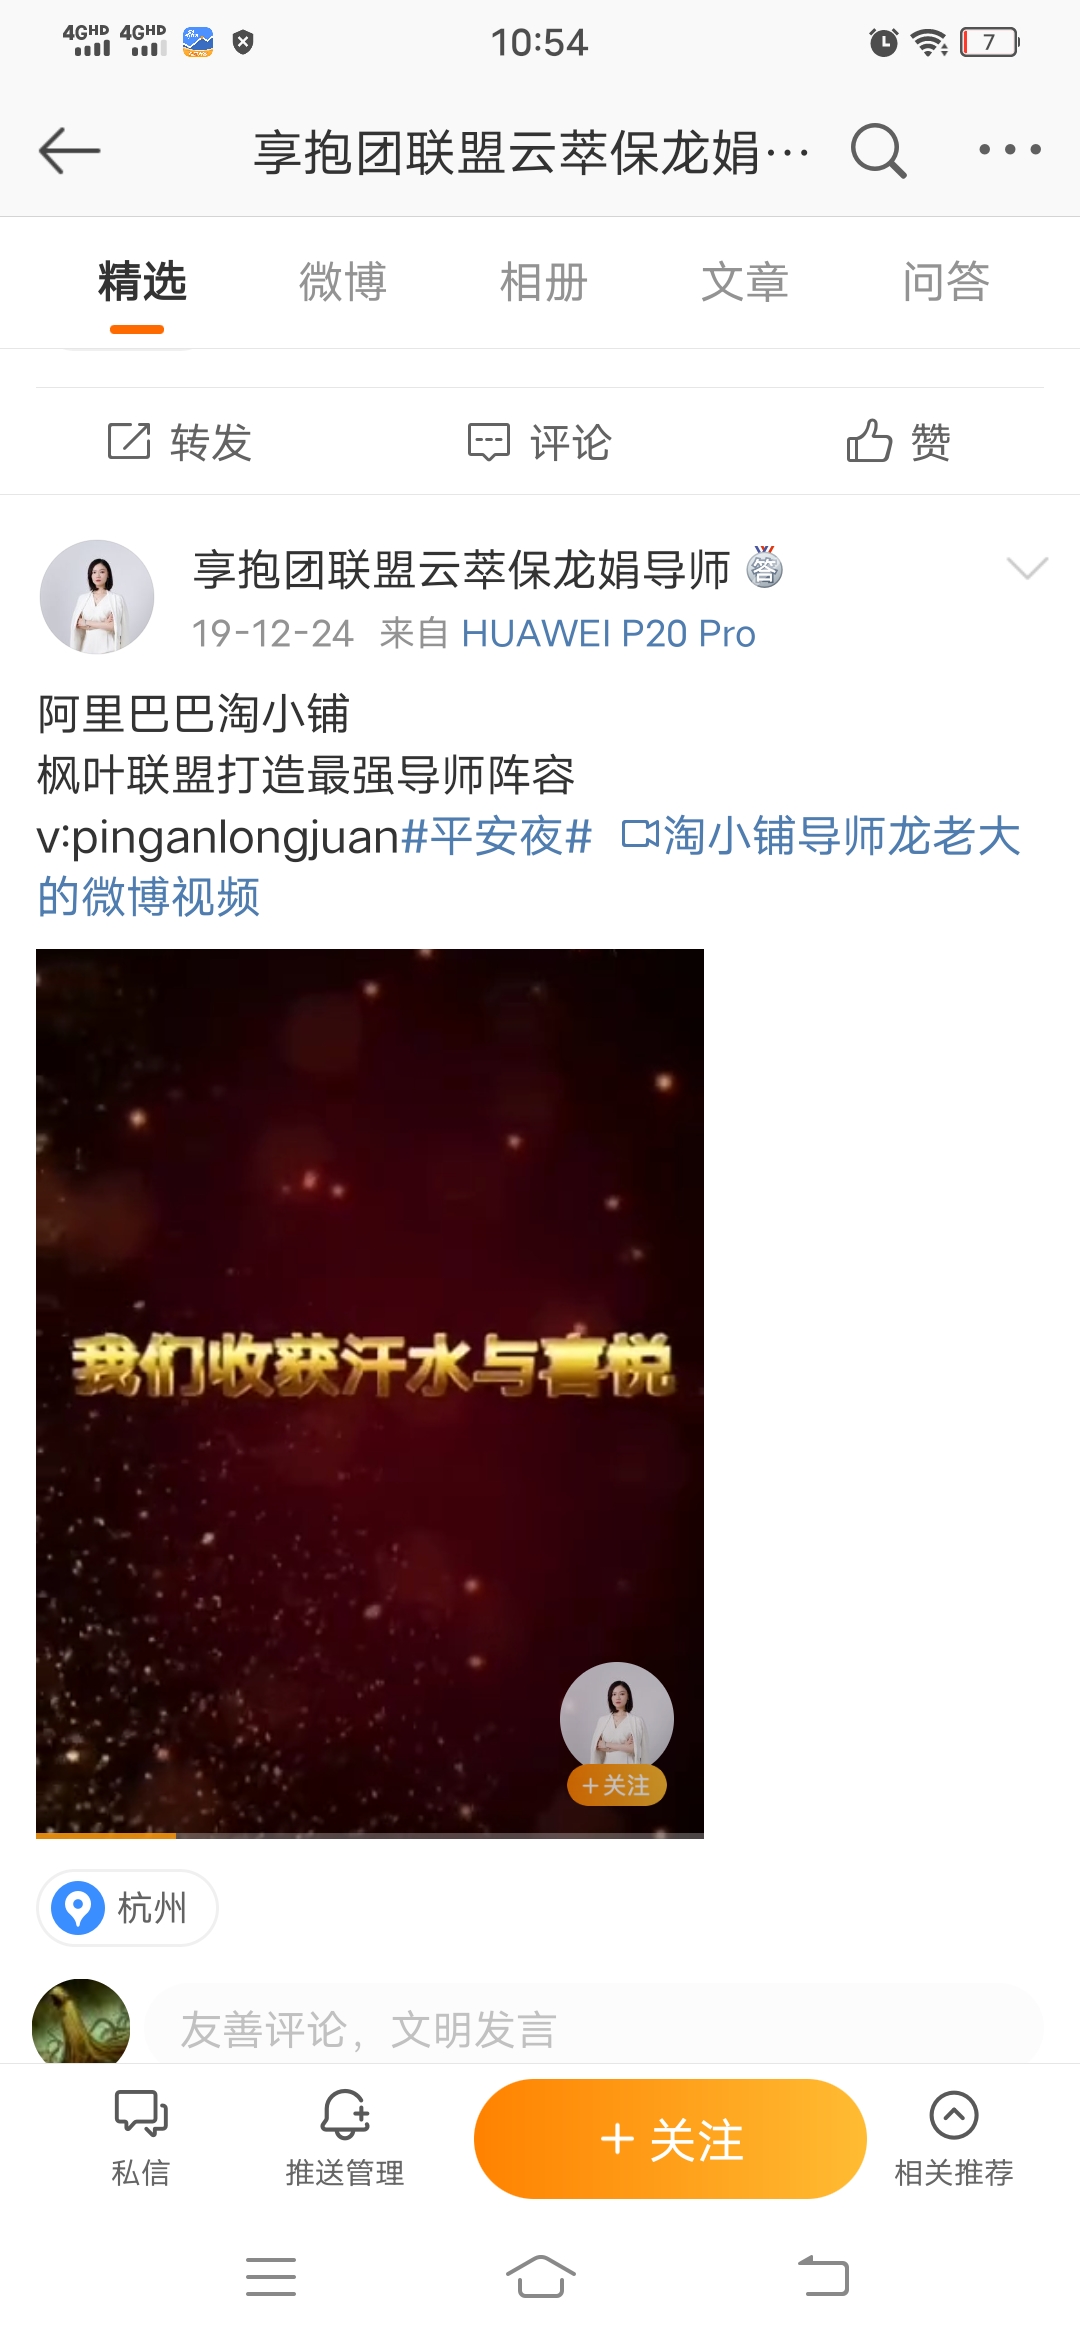 4GHD 4GHD 10:54 7
享抱团联盟云萃保龙娟…
精选 微博 相册 文章 问答
转发 评论 赞
享抱团联盟云萃保龙娟导师 答
19-12-24 来自 HUAWEI P20 Pro
阿里巴巴淘小铺
枫叶联盟打造最强导师阵容
v:pinganlongjuan#平安夜# 淘小铺导师龙老大
的微博视频
我们收获汗水与喜悦
+关注
杭州
友善评论，文明发言
+ 关注
私信 推送管理 相关推荐